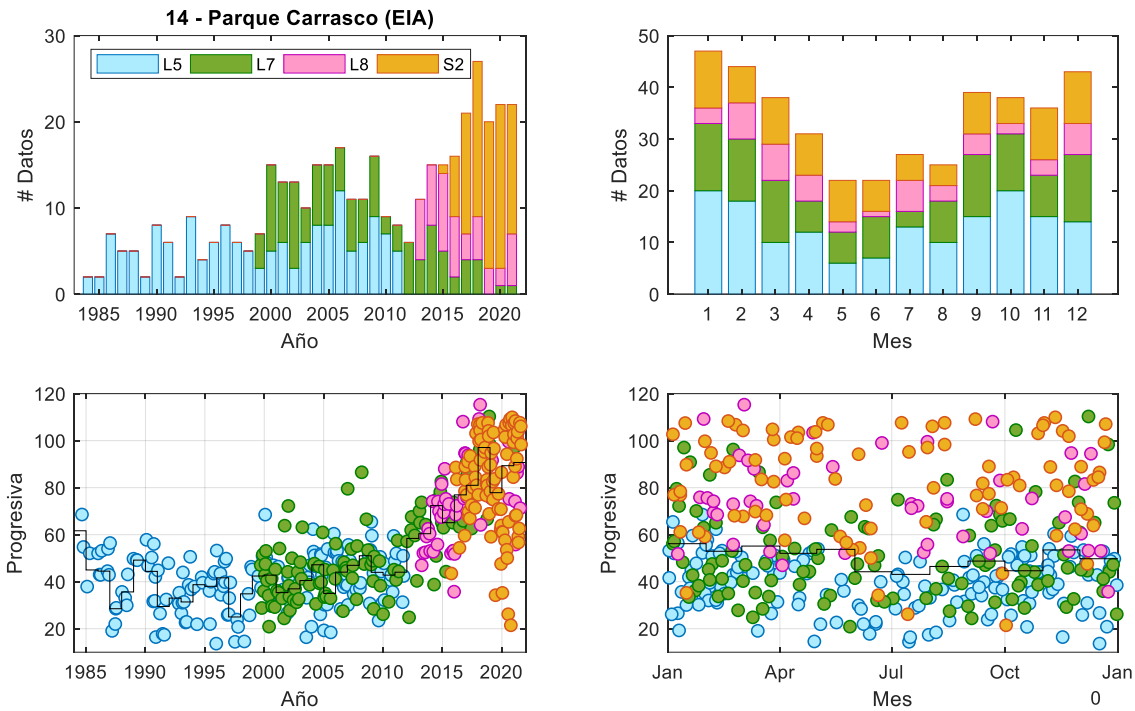 14 - Parque Carrasco (EIA)
30
20
10
0
# Datos
L5 L7 L8 S2
1985 1990 1995 2000 2005 2010 2015 2020
Año
50
40
30
20
10
0
# Datos
1 2 3 4 5 6 7 8 9 10 11 12
Mes
120
100
80
60
40
20
Progresiva
1985 1990 1995 2000 2005 2010 2015 2020
Año
120
100
80
60
40
20
Progresiva
Jan Apr Jul Oct Jan
Mes
0